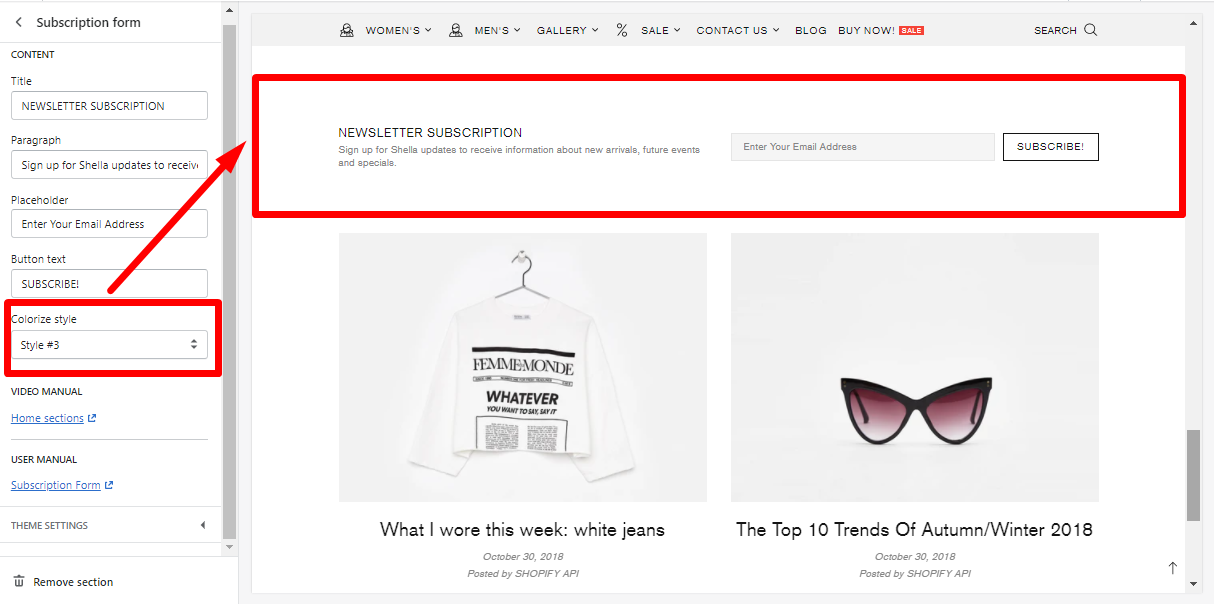 Subscription form
CONTENT
Title
NEWSLETTER SUBSCRIPTION
Paragraph
Sign up for Shella updates to receiv
Placeholder
Enter Your Email Address
Button text
SUBSCRIBE!
Colorize style
Style #3
VIDEO MANUAL
Home sections
USER MANUAL
Subscription Form
THEME SETTINGS
Remove section
WOMEN'S MEN'S GALLERY % SALE CONTACT US BLOG BUY NOW! SALE SEARCH
NEWSLETTER SUBSCRIPTION
Sign up for Shella updates to receive information about new arrivals, future events
and specials.
Enter Your Email Address
SUBSCRIBE!
FEMME-MONDE
WHATEVER
YOU WANT TO SAY, SAY IT
What I wore this week: white jeans
October 30, 2018
Posted by SHOPIFY API
The Top 10 Trends Of Autumn/Winter 2018
October 30, 2018
Posted by SHOPIFY API